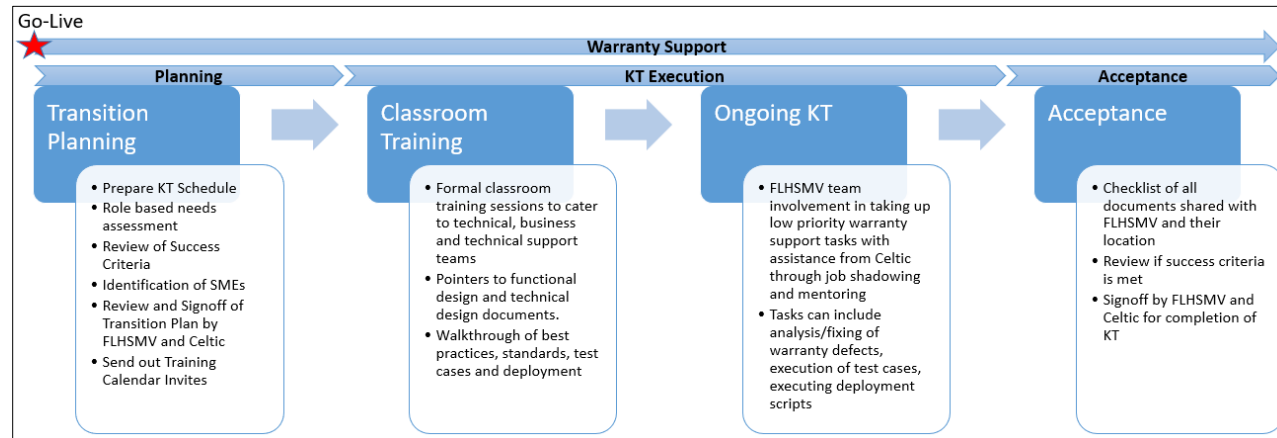 Go-Live
Warranty Support
Planning
KT Execution
Acceptance
Transition
Planning
• Prepare KT Schedule
• Role based needs
assessment
• Review of Success
Criteria
• Identification of SMEs
• Review and Signoff of
Transition Plan by
FLHSMV and Celtic
• Send out Training
Calendar Invites
Classroom
Training
• Formal classroom
training sessions to cater
to technical, business
and technical support
teams
• Pointers to functional
design and technical
design documents.
• Walkthrough of best
practices, standards, test
cases and deployment
Ongoing KT
• FLHSMV team
involvement in taking up
low priority warranty
support tasks with
assistance from Celtic
through job shadowing
and mentoring
• Tasks can include
analysis/fixing of
warranty defects,
execution of test cases,
executing deployment
scripts
Acceptance
• Checklist of all
documents shared with
FLHSMV and their
location
• Review if success criteria
is met
• Signoff by FLHSMV and
Celtic for completion of
KT